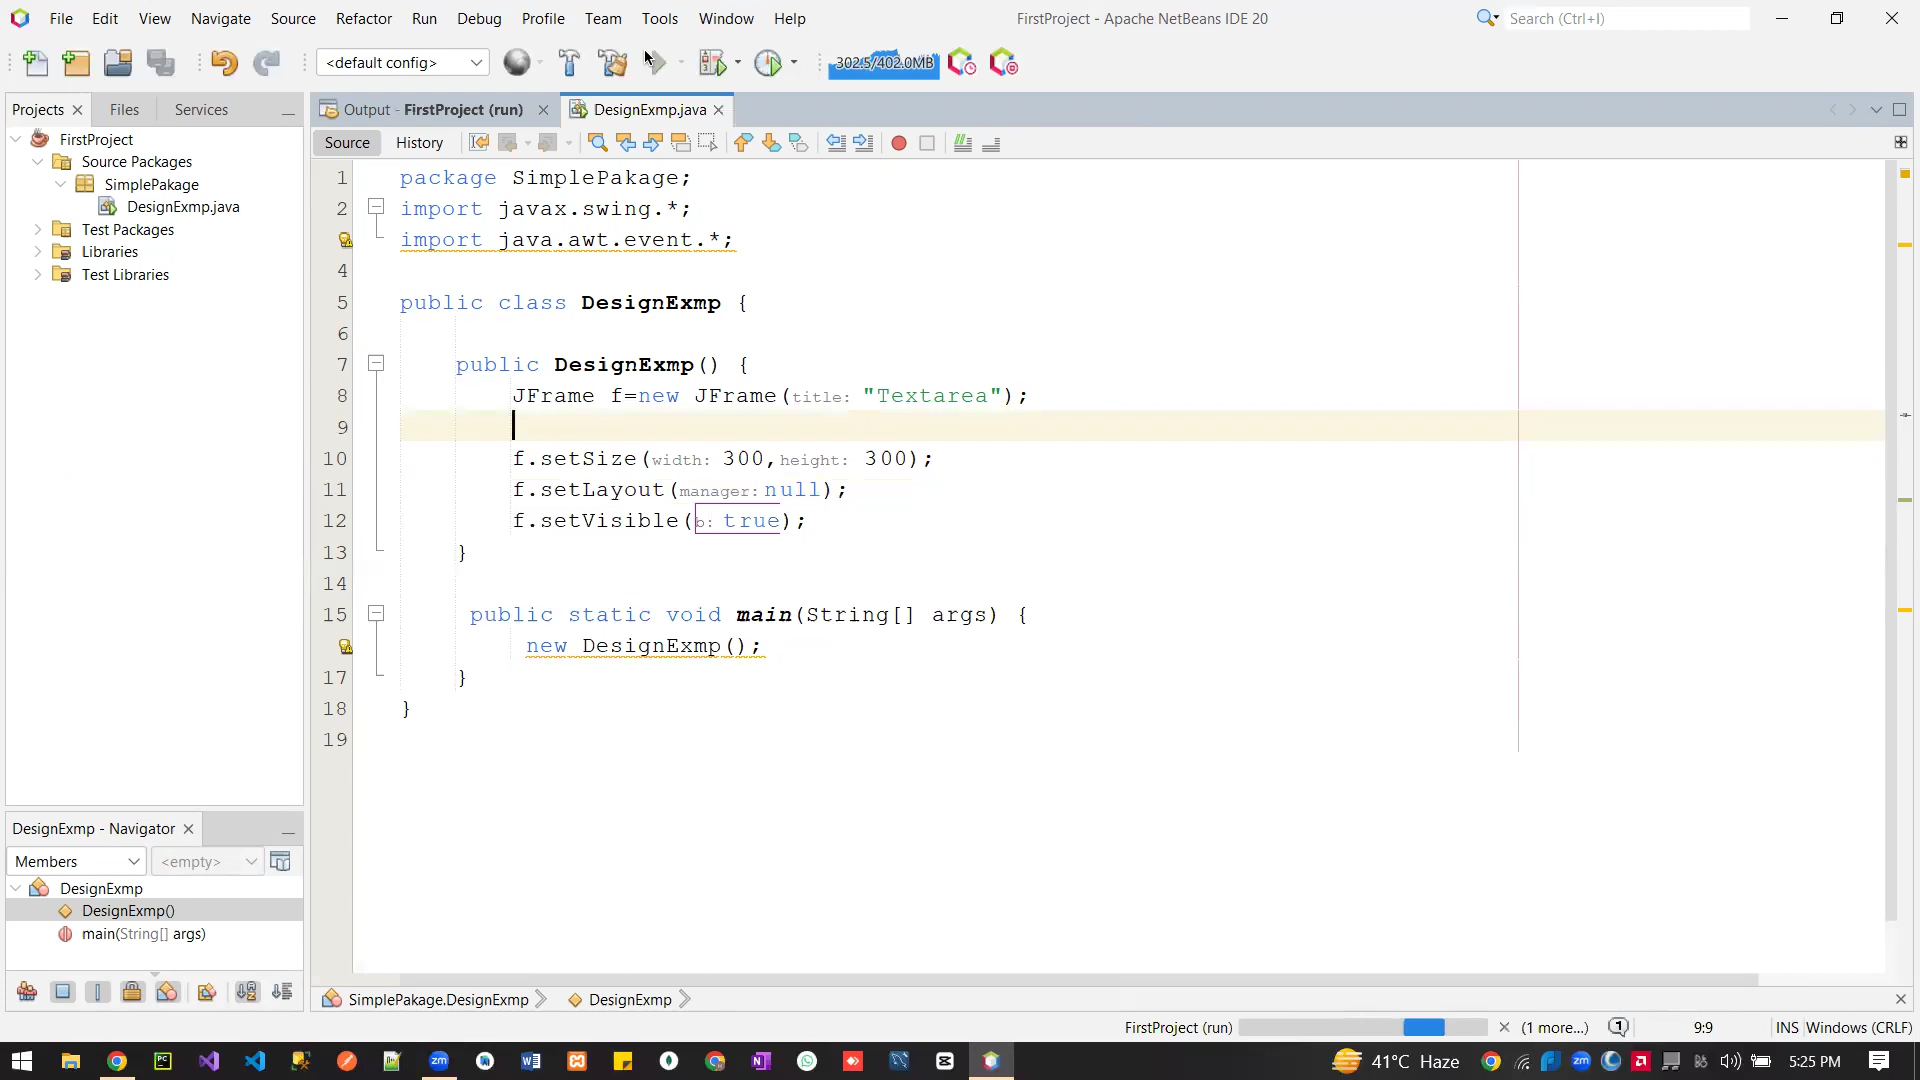 File Edit View Navigate Source Refactor Run Debug Profile Team Tools Window Help
FirstProject - Apache NetBeans IDE 20
Search (Ctrl+I)
<default config>
302.5/402.0MB
Projects Files Services
Output - FirstProject (run)
DesignExmp.java
Source History
FirstProject
Source Packages
SimplePakage
DesignExmp.java
Test Packages
Libraries
Test Libraries
1 package SimplePakage;
2 import javax.swing.*;
import java.awt.event.*;
4
5 public class DesignExmp {
6
7 public DesignExmp() {
8 JFrame f=new JFrame(title: "Textarea");
9
10 f.setSize(width: 300,height: 300);
11 f.setLayout(manager:null);
12 f.setVisible(b: true);
13 }
14
15 public static void main(String[] args) {
new DesignExmp();
17 }
18 }
19
DesignExmp - Navigator
Members <empty>
DesignExmp
DesignExmp()
main(String[] args)
SimplePakage.DesignExmp DesignExmp
FirstProject (run) (1 more...) 1 9:9 INS Windows (CRLF)
41°C Haze 5:25 PM